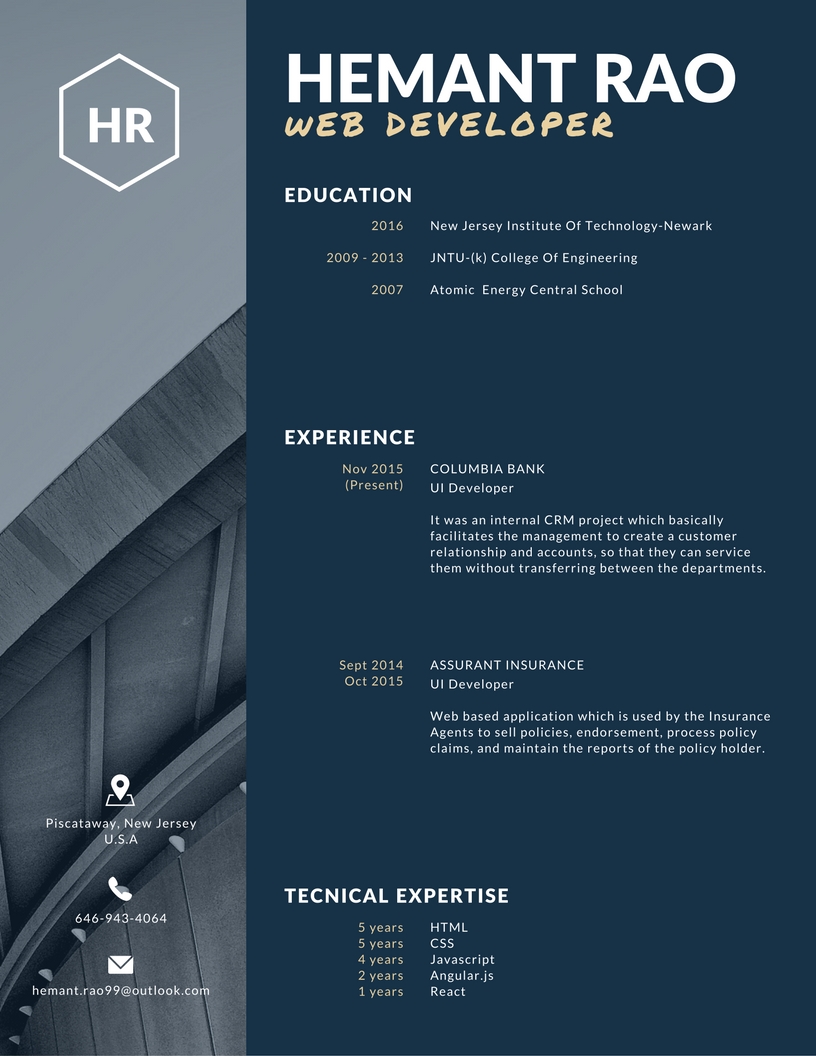 HR
HEMANT RAO
WEB DEVELOPER
EDUCATION
2016 New Jersey Institute Of Technology-Newark
2009 - 2013 JNTU-(k) College Of Engineering
2007 Atomic Energy Central School
EXPERIENCE
Nov 2015 COLUMBIA BANK
(Present) UI Developer
It was an internal CRM project which basically
facilitates the management to create a customer
relationship and accounts, so that they can service
them without transferring between the departments.
Sept 2014 ASSURANT INSURANCE
Oct 2015 UI Developer
Web based application which is used by the Insurance
Agents to sell policies, endorsement, process policy
claims, and maintain the reports of the policy holder.
TECNICAL EXPERTISE
5 years HTML
5 years CSS
4 years Javascript
2 years Angular.js
1 years React
Piscataway, New Jersey
U.S.A
646-943-4064
hemant.rao99@outlook.com